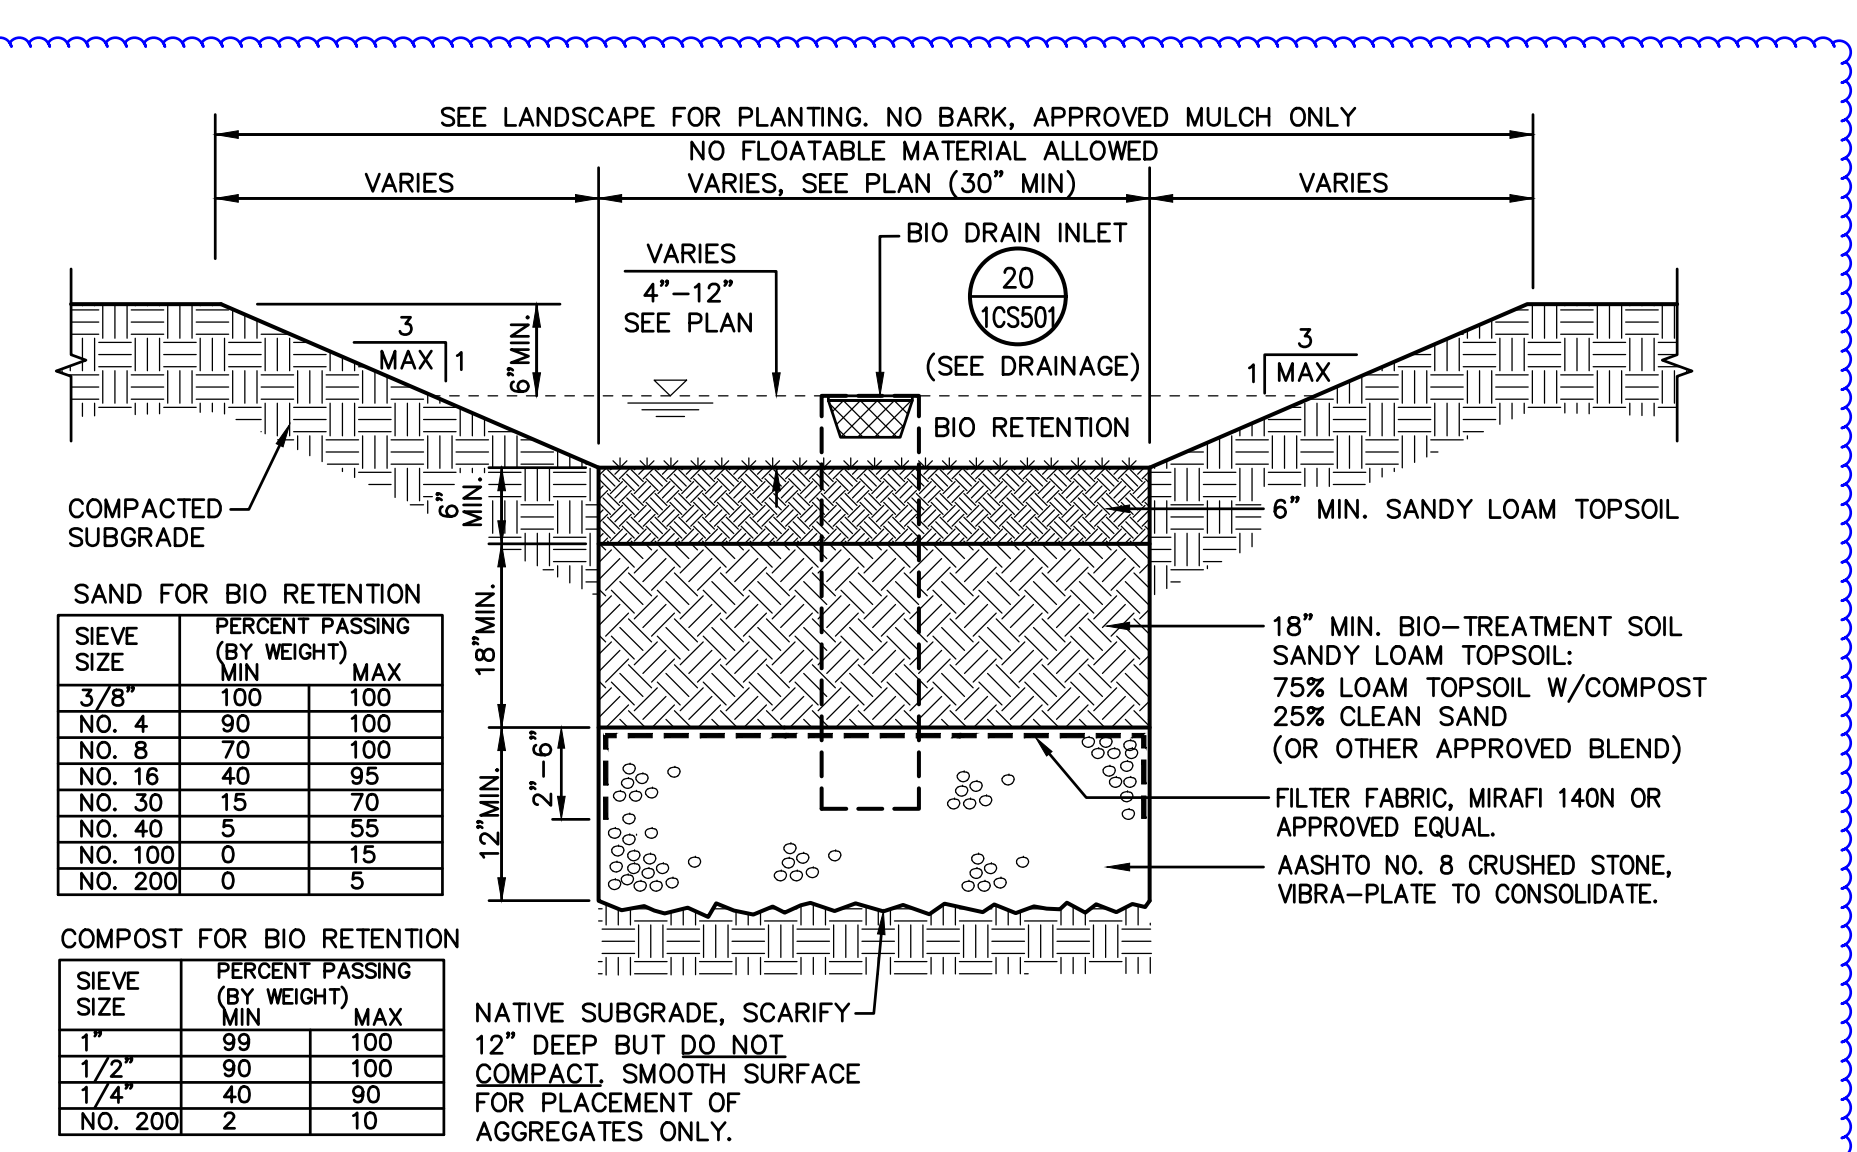 SEE LANDSCAPE FOR PLANTING. NO BARK, APPROVED MULCH ONLY
NO FLOATABLE MATERIAL ALLOWED
VARIES
VARIES, SEE PLAN (30" MIN)
VARIES
BIO DRAIN INLET
20
1CS501
(SEE DRAINAGE)
VARIES
4"-12"
SEE PLAN
3
MAX
1
6"MIN.
3
1
MAX
BIO RETENTION
COMPACTED
SUBGRADE
6"
MIN.
6" MIN. SANDY LOAM TOPSOIL
18"MIN.
18" MIN. BIO-TREATMENT SOIL
SANDY LOAM TOPSOIL:
75% LOAM TOPSOIL W/COMPOST
25% CLEAN SAND
(OR OTHER APPROVED BLEND)
2"-6"
12"MIN.
FILTER FABRIC, MIRAFI 140N OR
APPROVED EQUAL.
AASHTO NO. 8 CRUSHED STONE,
VIBRA-PLATE TO CONSOLIDATE.
SAND FOR BIO RETENTION
SIEVE
SIZE
PERCENT PASSING
(BY WEIGHT)
MIN MAX
3/8" 100 100
NO. 4 90 100
NO. 8 70 100
NO. 16 40 95
NO. 30 15 70
NO. 40 5 55
NO. 100 0 15
NO. 200 0 5
COMPOST FOR BIO RETENTION
SIEVE
SIZE
PERCENT PASSING
(BY WEIGHT)
MIN MAX
1" 99 100
1/2" 90 100
1/4" 40 90
NO. 200 2 10
NATIVE SUBGRADE, SCARIFY
12" DEEP BUT DO NOT
COMPACT. SMOOTH SURFACE
FOR PLACEMENT OF
AGGREGATES ONLY.